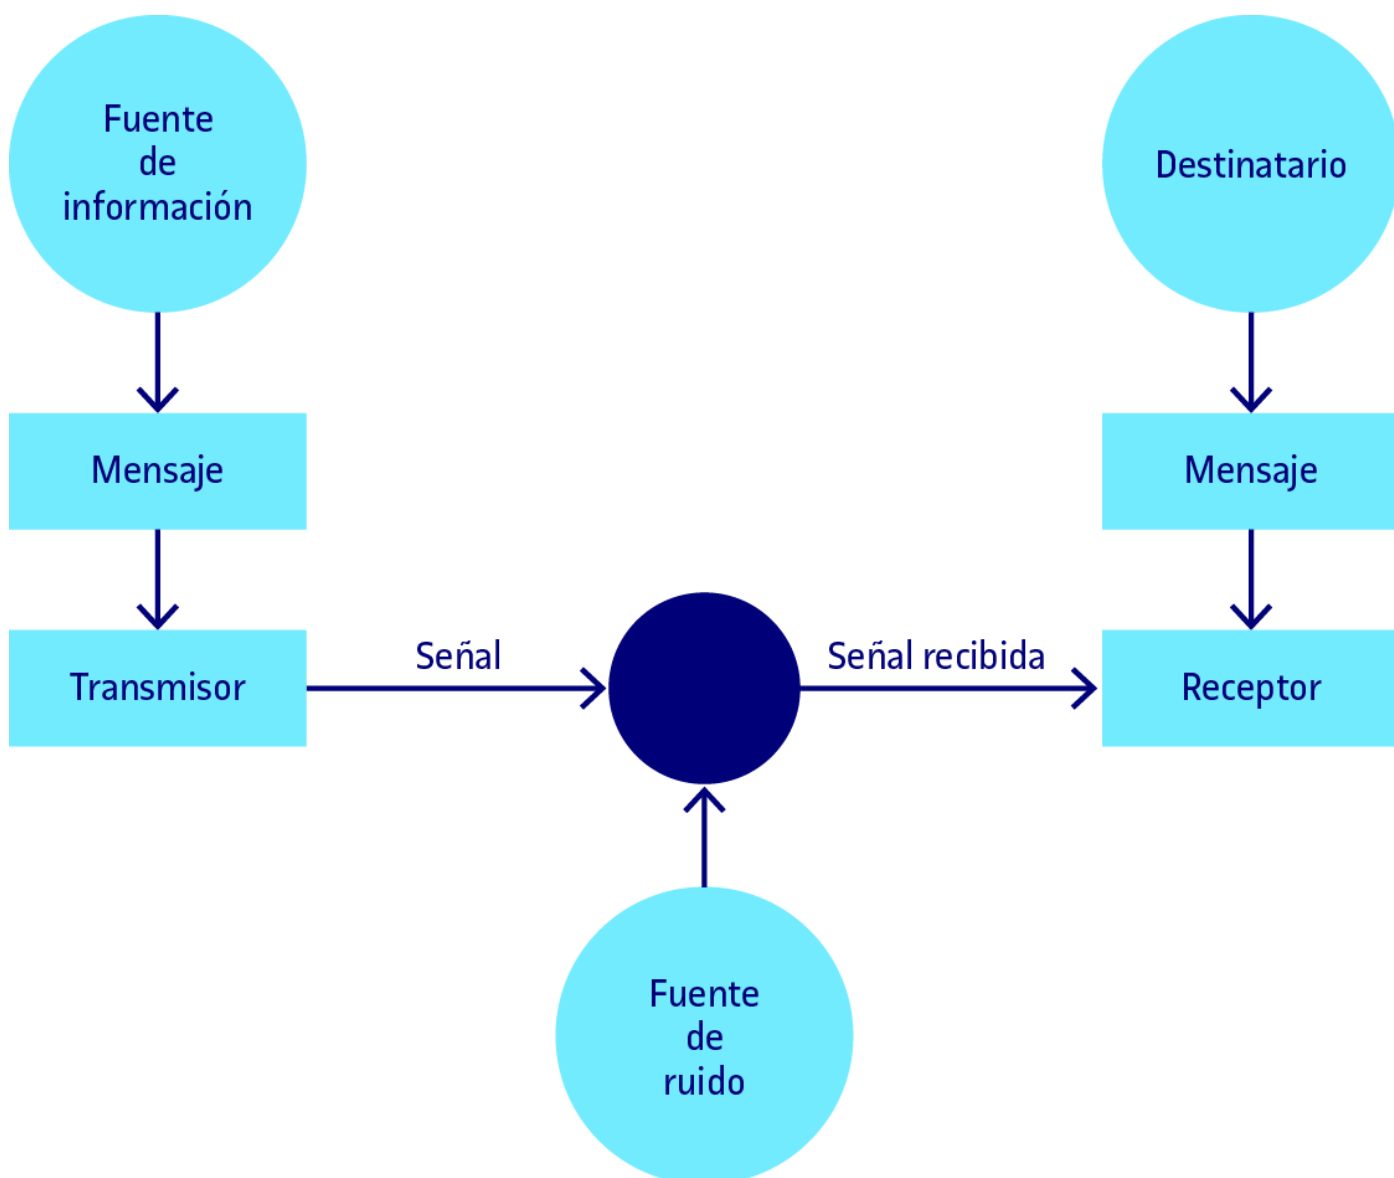 Fuente
de
información
Destinatario
Mensaje
Mensaje
Transmisor
Señal
Señal recibida
Receptor
Fuente
de
ruido